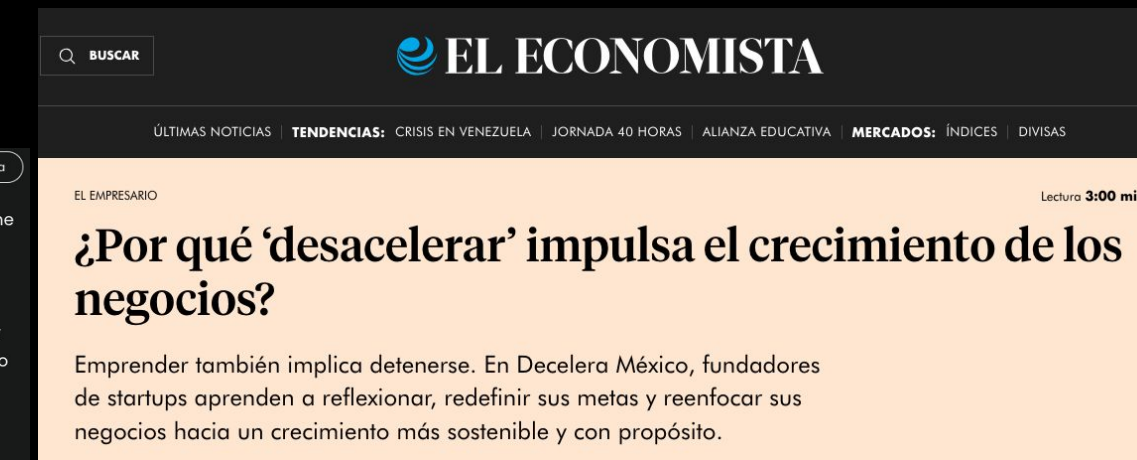 BUSCAR
EL ECONOMISTA
ÚLTIMAS NOTICIAS | TENDENCIAS: CRISIS EN VENEZUELA | JORNADA 40 HORAS | ALIANZA EDUCATIVA | MERCADOS: ÍNDICES | DIVISAS
EL EMPRESARIO
Lectura 3:00 mi
¿Por qué ‘desacelerar’ impulsa el crecimiento de los
negocios?
Emprender también implica detenerse. En Decelera México, fundadores
de startups aprenden a reflexionar, redefinir sus metas y reenfocar sus
negocios hacia un crecimiento más sostenible y con propósito.